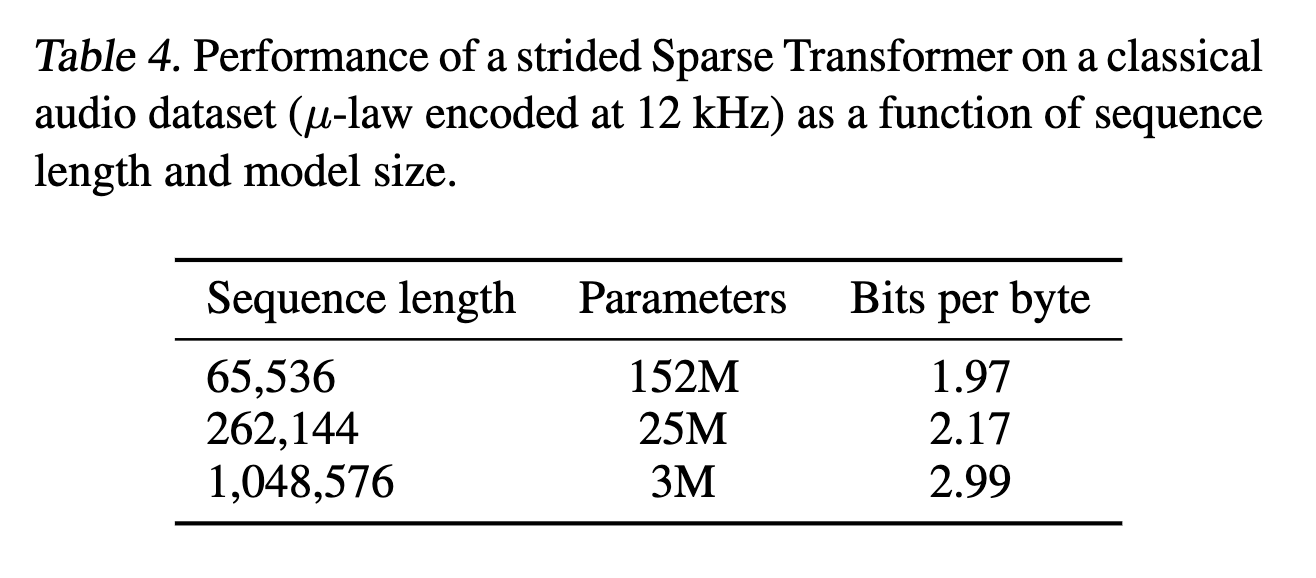 Table 4. Performance of a strided Sparse Transformer on a classical
audio dataset (μ-law encoded at 12 kHz) as a function of sequence
length and model size.
Sequence length Parameters Bits per byte
65,536 152M 1.97
262,144 25M 2.17
1,048,576 3M 2.99